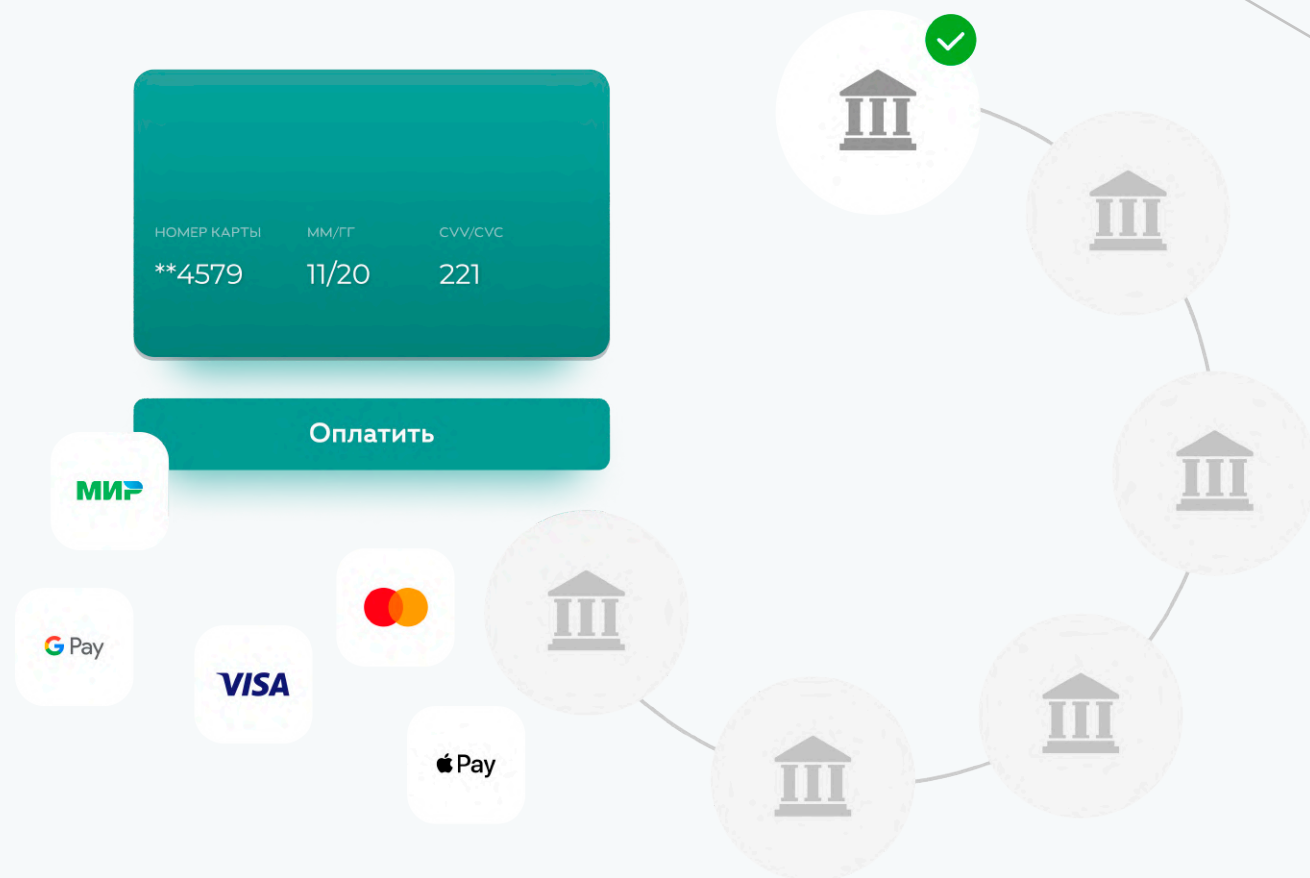 НОМЕР КАРТЫ ММ/ГГ CVV/CVC
**4579 11/20 221
Оплатить
МИР
G Pay
VISA
Pay